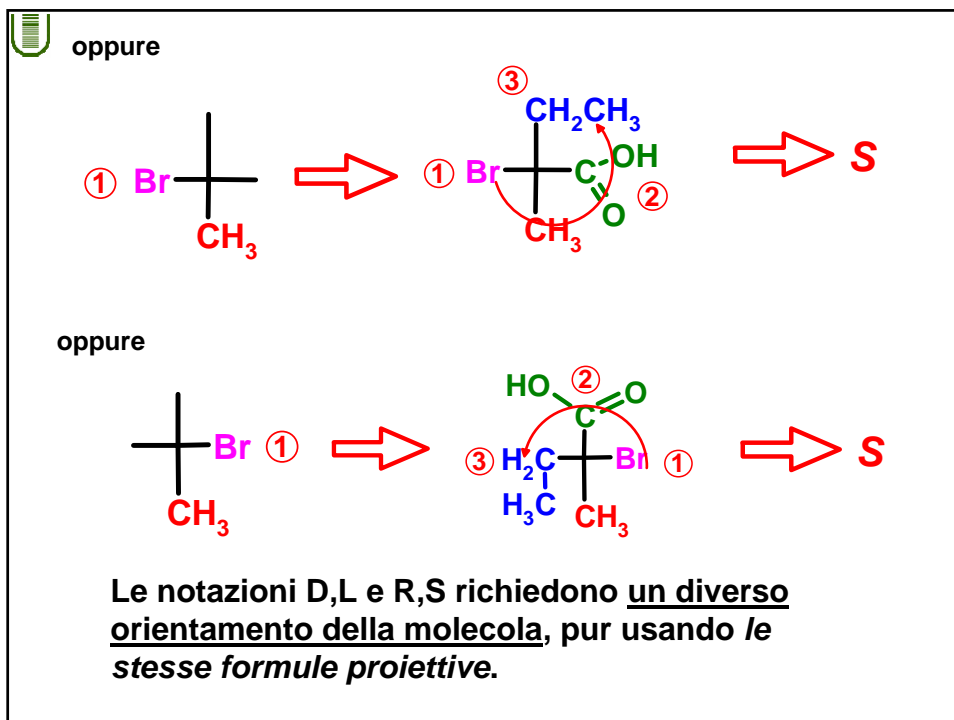 oppure
③
CH₂CH₃
① Br
CH₃
① Br
C
OH
O
②
CH₃
S
oppure
Br ①
CH₃
HO
②
O
C
③ H₂C
Br ①
H₃C
CH₃
S
Le notazioni D,L e R,S richiedono un diverso
orientamento della molecola, pur usando le
stesse formule proiettive.